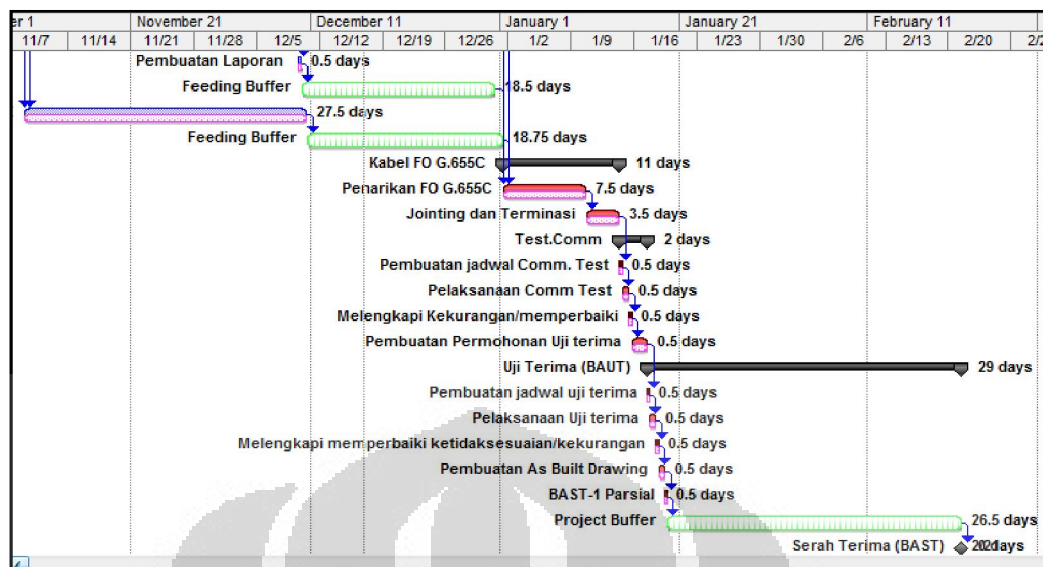 er 1 November 21 December 11 January 1 January 21 February 11
11/7 11/14 11/21 11/28 12/5 12/12 12/19 12/26 1/2 1/9 1/16 1/23 1/30 2/6 2/13 2/20
Pembuatan Laporan 0.5 days
Feeding Buffer 18.5 days
27.5 days
Feeding Buffer 18.75 days
Kabel FO G.655C 11 days
Penarikan FO G.655C 7.5 days
Jointing dan Terminasi 3.5 days
Test.Comm 2 days
Pembuatan jadwal Comm. Test 0.5 days
Pelaksanaan Comm Test 0.5 days
Melengkapi Kekurangan/memperbaiki 0.5 days
Pembuatan Permohonan Uji terima 0.5 days
Uji Terima (BAUT) 29 days
Pembuatan jadwal uji terima 0.5 days
Pelaksanaan Uji terima 0.5 days
Melengkapi memperbaiki ketidaksesuaian/kekurangan 0.5 days
Pembuatan As Built Drawing 0.5 days
BAST-1 Parsial 0.5 days
Project Buffer 26.5 days
Serah Terima (BAST) days